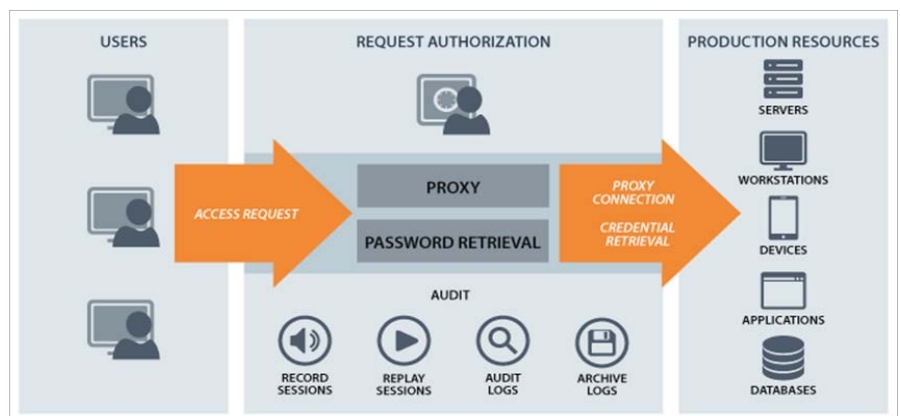 USERS
REQUEST AUTHORIZATION
PRODUCTION RESOURCES
ACCESS REQUEST
PROXY
PASSWORD RETRIEVAL
PROXY
CONNECTION
CREDENTIAL
RETRIEVAL
AUDIT
RECORD
SESSIONS
REPLAY
SESSIONS
AUDIT
LOGS
ARCHIVE
LOGS
SERVERS
WORKSTATIONS
DEVICES
APPLICATIONS
DATABASES